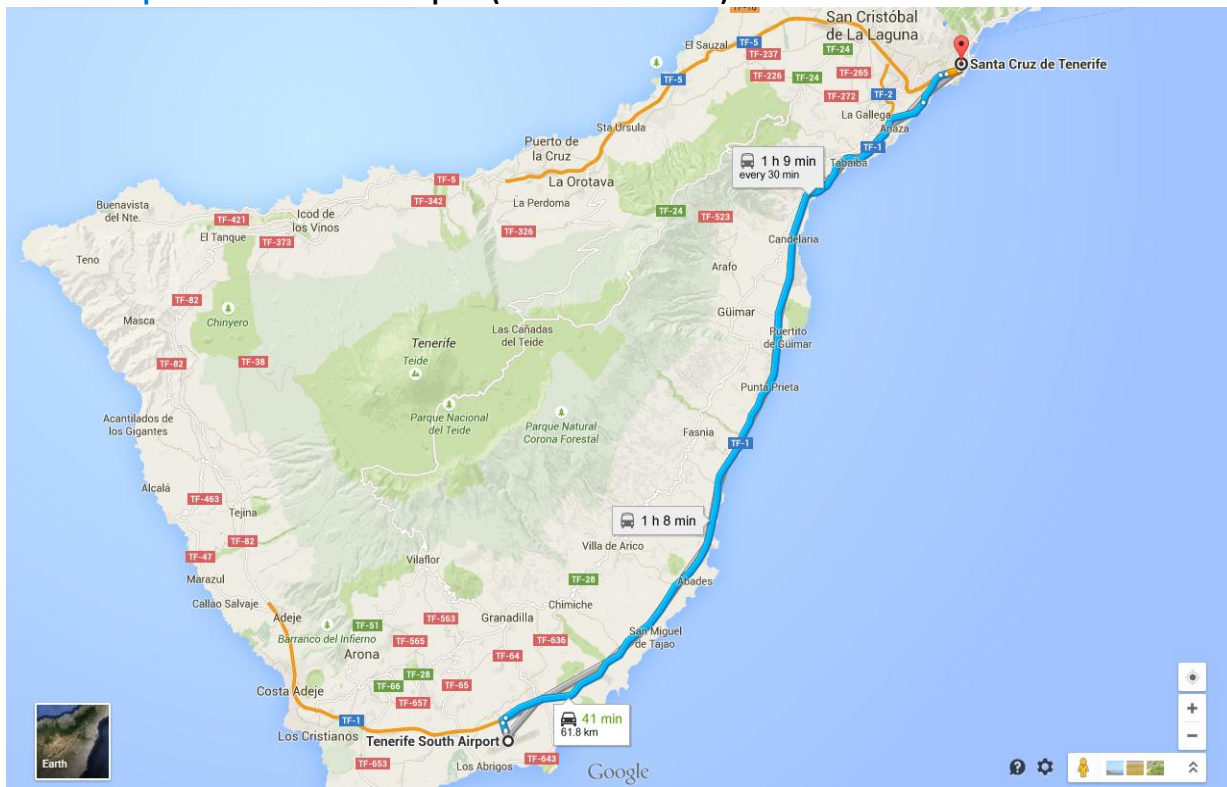 San Cristóbal
de La Laguna
El Sauzal
TF-5
TF-237
TF-24
TF-5
TF-226
TF-24
TF-265
Santa Cruz de Tenerife
TF-272
TF-2
La Gallega
Añaza
Sta Ursula
Puerto de
la Cruz
TF-1
Tabaiba
1 h 9 min
every 30 min
TF-5
La Orotava
TF-342
La Perdoma
Buenavista
del Nte.
TF-421
Icod de
los Vinos
TF-24
TF-523
El Tanque
TF-373
TF-326
Candelaria
Teno
Arafo
TF-82
Masca
Chinyero
Güimar
Las Cañadas
del Teide
Puertito
de Güimar
Tenerife
TF-82
TF-38
Teide
Punta Prieta
Acantilados de
los Gigantes
Parque Nacional
del Teide
Parque Natural
Corona Forestal
Fasnia
TF-1
Alcalá
TF-463
Tejina
1 h 8 min
TF-82
Villa de Arico
TF-47
Vilaflor
Marazul
TF-28
Abades
Callao Salvaje
Adeje
TF-51
TF-563
Granadilla
Chimiche
Barranco del Infierno
TF-565
TF-636
San Miguel
de Tajao
Arona
TF-64
TF-28
TF-66
TF-65
Costa Adeje
TF-657
TF-1
41 min
61.8 km
Los Cristianos
Tenerife South Airport
TF-653
Los Abrigos
TF-643
Earth
Google